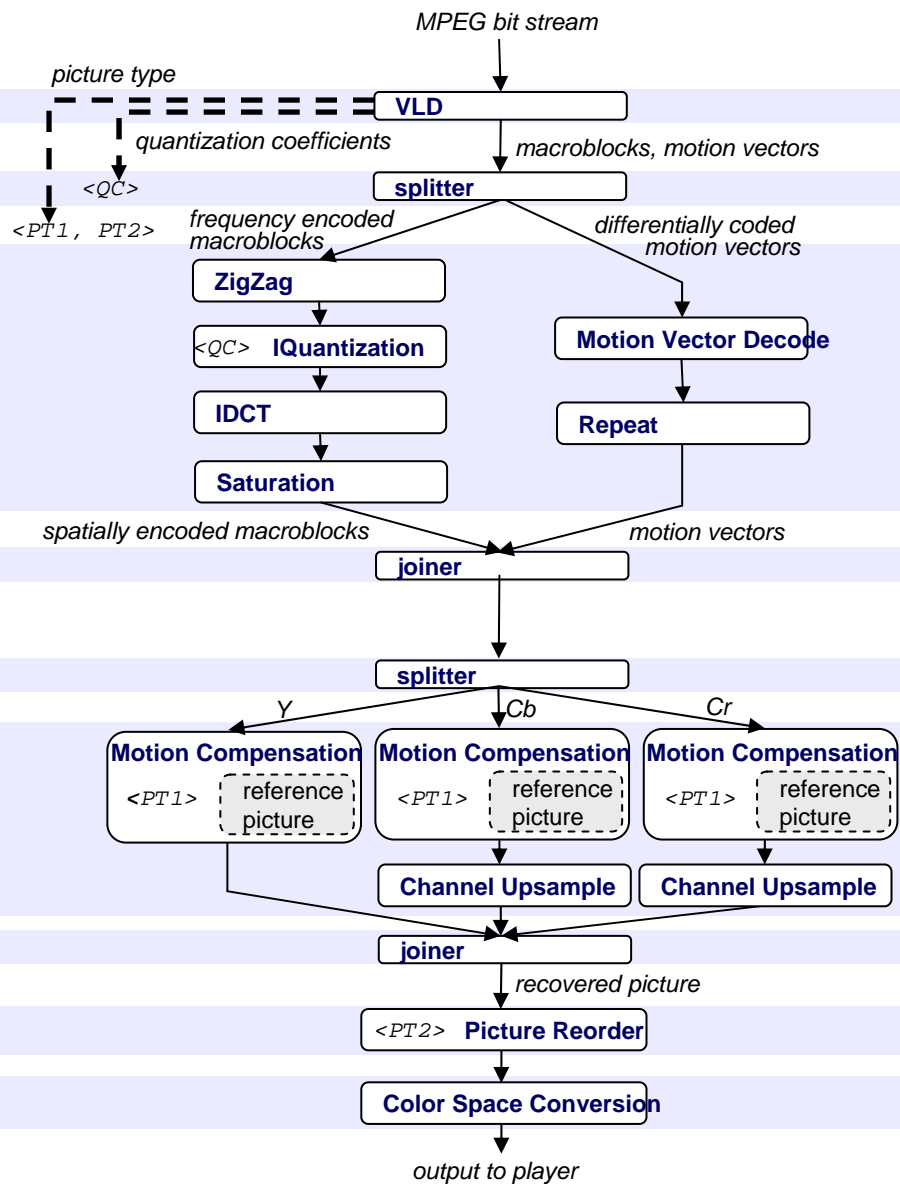 MPEG bit stream
picture type
VLD
quantization coefficients
macroblocks, motion vectors
<QC>
splitter
<PT1, PT2>
frequency encoded
macroblocks
differentially coded
motion vectors
ZigZag
<QC> IQuantization
Motion Vector Decode
IDCT
Repeat
Saturation
spatially encoded macroblocks
motion vectors
joiner
splitter
Y
Cb
Cr
Motion Compensation
<PT1>
reference
picture
Motion Compensation
<PT1>
reference
picture
Motion Compensation
<PT1>
reference
picture
Channel Upsample
Channel Upsample
joiner
recovered picture
<PT2> Picture Reorder
Color Space Conversion
output to player